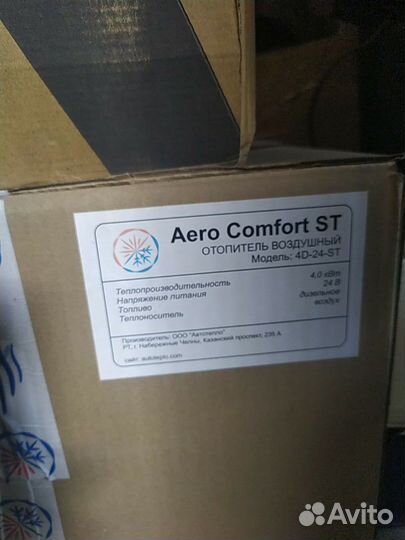 Aero Comfort ST
ОТОПИТЕЛЬ ВОЗДУШНЫЙ
Модель: 4D-24-ST
Теплопроизводительность 4,0 кВт
Напряжение питания 24 В
Топливо дизельное
Теплоноситель воздух
Производитель: ООО "Автотепло"
РТ, г. Набережные Челны, Казанский проспект, 235 А
сайт: autoteplo.com
Avito